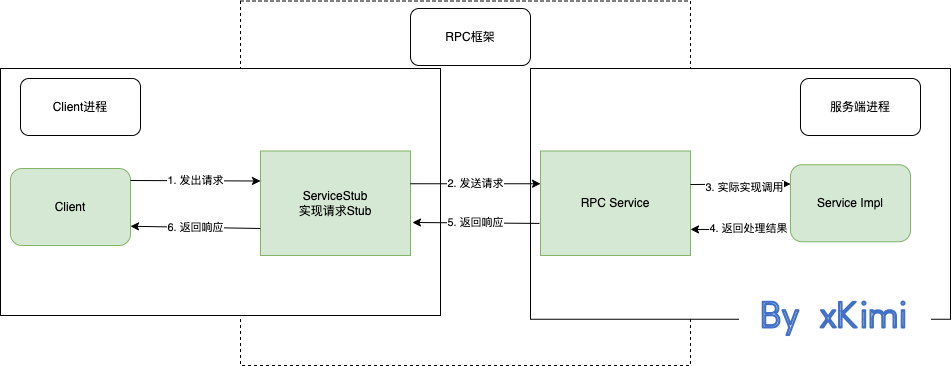 RPC框架
Client进程
服务端进程
Client
1. 发出请求
6. 返回响应
ServiceStub
实现请求Stub
2. 发送请求
5. 返回响应
RPC Service
3. 实际实现调用
4. 返回处理结果
Service Impl
By xKimi